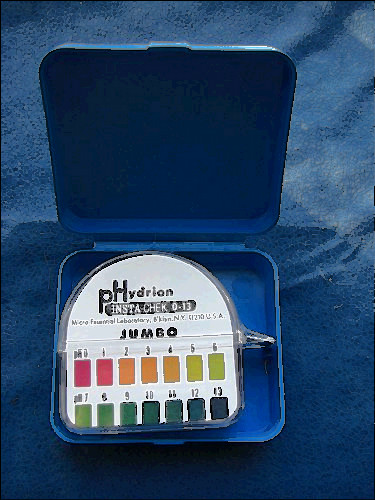 pHydrion
INSTA-CHEK 0-13
Micro Essential Laboratory, B'klyn, N.Y. 11210 U.S.A.
JUMBO
pH 0 1 2 3 4 5 6
pH 7 8 9 10 11 12 13